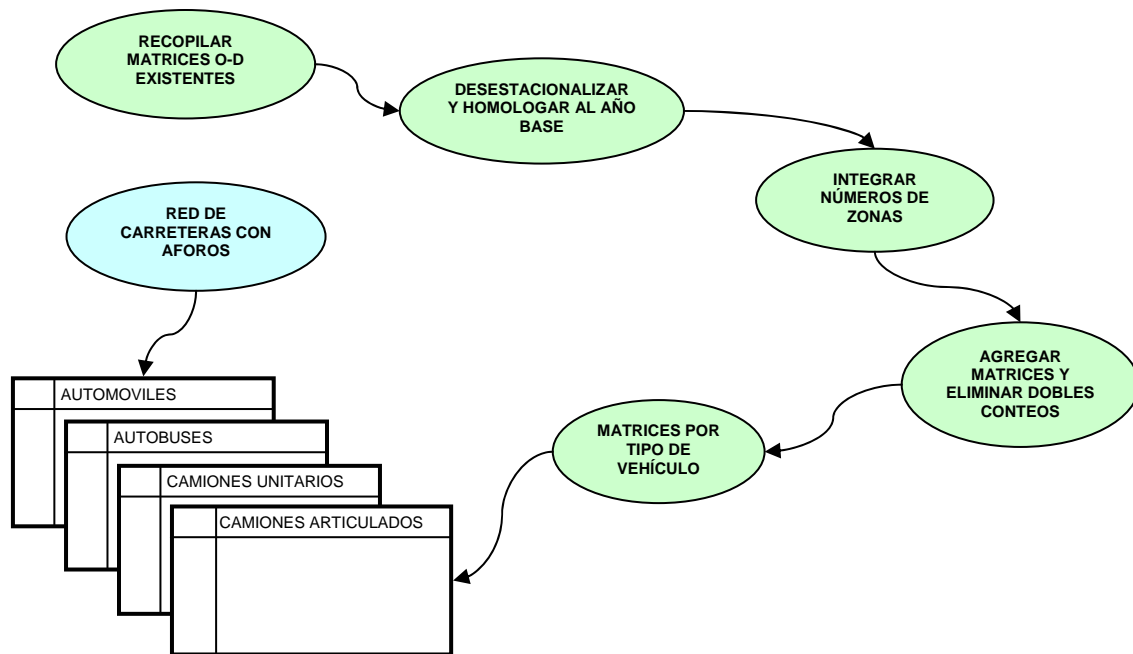 RECOPILAR
MATRICES O-D
EXISTENTES
DESESTACIONALIZAR
Y HOMOLOGAR AL AÑO
BASE
INTEGRAR
NÚMEROS DE
ZONAS
RED DE
CARRETERAS CON
AFOROS
AGREGAR
MATRICES Y
ELIMINAR DOBLES
CONTEOS
MATRICES POR
TIPO DE
VEHÍCULO
AUTOMOVILES
AUTOBUSES
CAMIONES UNITARIOS
CAMIONES ARTICULADOS